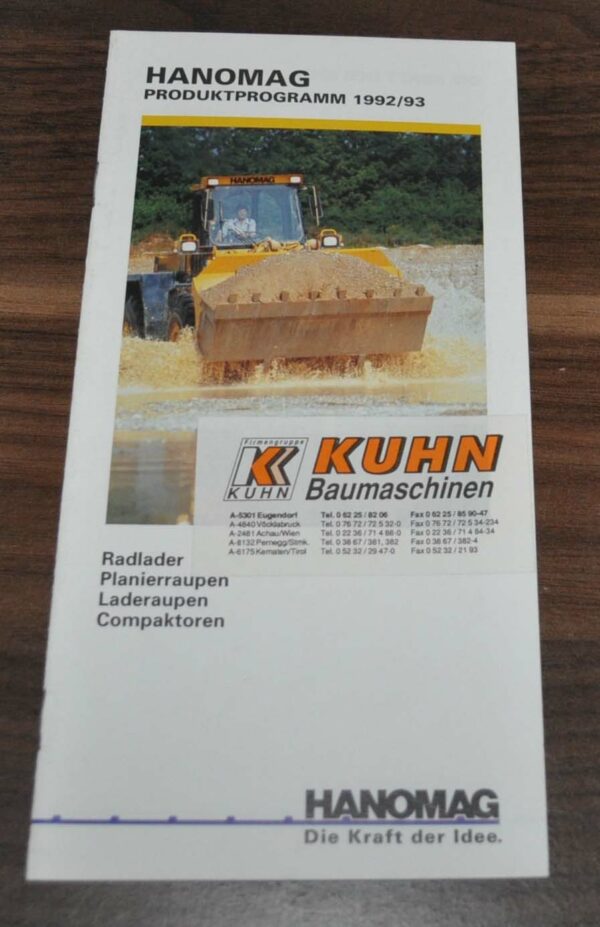 HANOMAG
PRODUKTPROGRAMM 1992/93
HANOMAG
Firmengruppe
KUHN
KUHN
Baumaschinen
A-5301 Eugendorf Tel. 0 62 25 / 82 06 Fax 0 62 25 / 85 90-47
A-4840 Vöcklabruck Tel. 0 76 72 / 72 5 32-0 Fax 0 76 72 / 72 5 34-234
A-2481 Achau/Wien Tel. 0 22 36 / 71 4 66-0 Fax 0 22 36 / 71 4 84-34
A-8132 Pernegg/Stmk. Tel. 0 38 67 / 381, 382 Fax 0 38 67 / 382-4
A-6175 Kematen/Tirol Tel. 0 52 32 / 29 47-0 Fax 0 52 32 / 21 93
Radlader
Planierraupen
Laderaupen
Compaktoren
HANOMAG
Die Kraft der Idee.